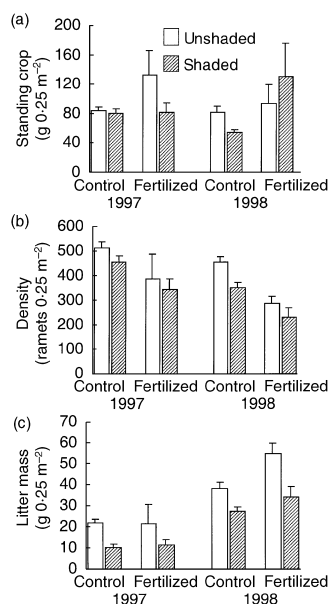 (a)
Standing crop
(g 0·25 m⁻²)
200
160
120
80
40
0
Unshaded
Shaded
Control Fertilized Control Fertilized
1997 1998
(b)
Density
(ramets 0·25 m⁻²)
600
500
400
300
200
100
0
Control Fertilized Control Fertilized
1997 1998
(c)
Litter mass
(g 0·25 m⁻²)
70
60
50
40
30
20
10
0
Control Fertilized Control Fertilized
1997 1998